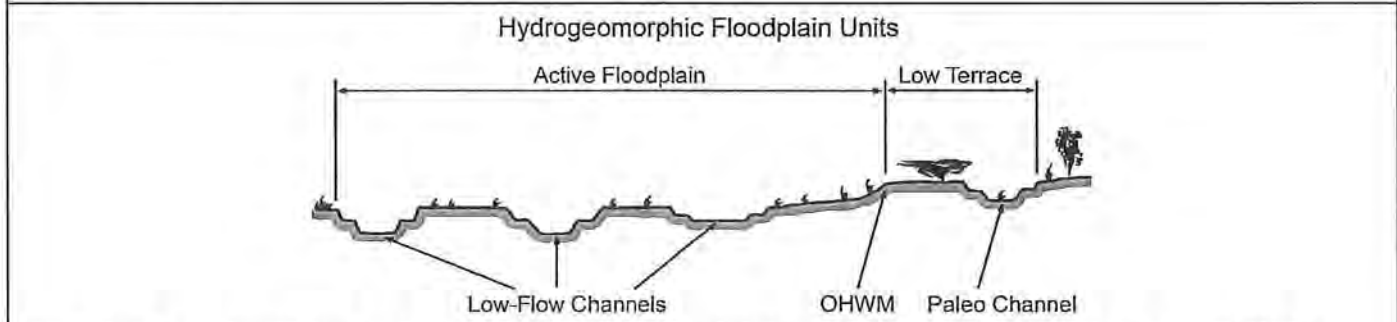 Hydrogeomorphic Floodplain Units
Active Floodplain
Low Terrace
Low-Flow Channels
OHWM
Paleo Channel